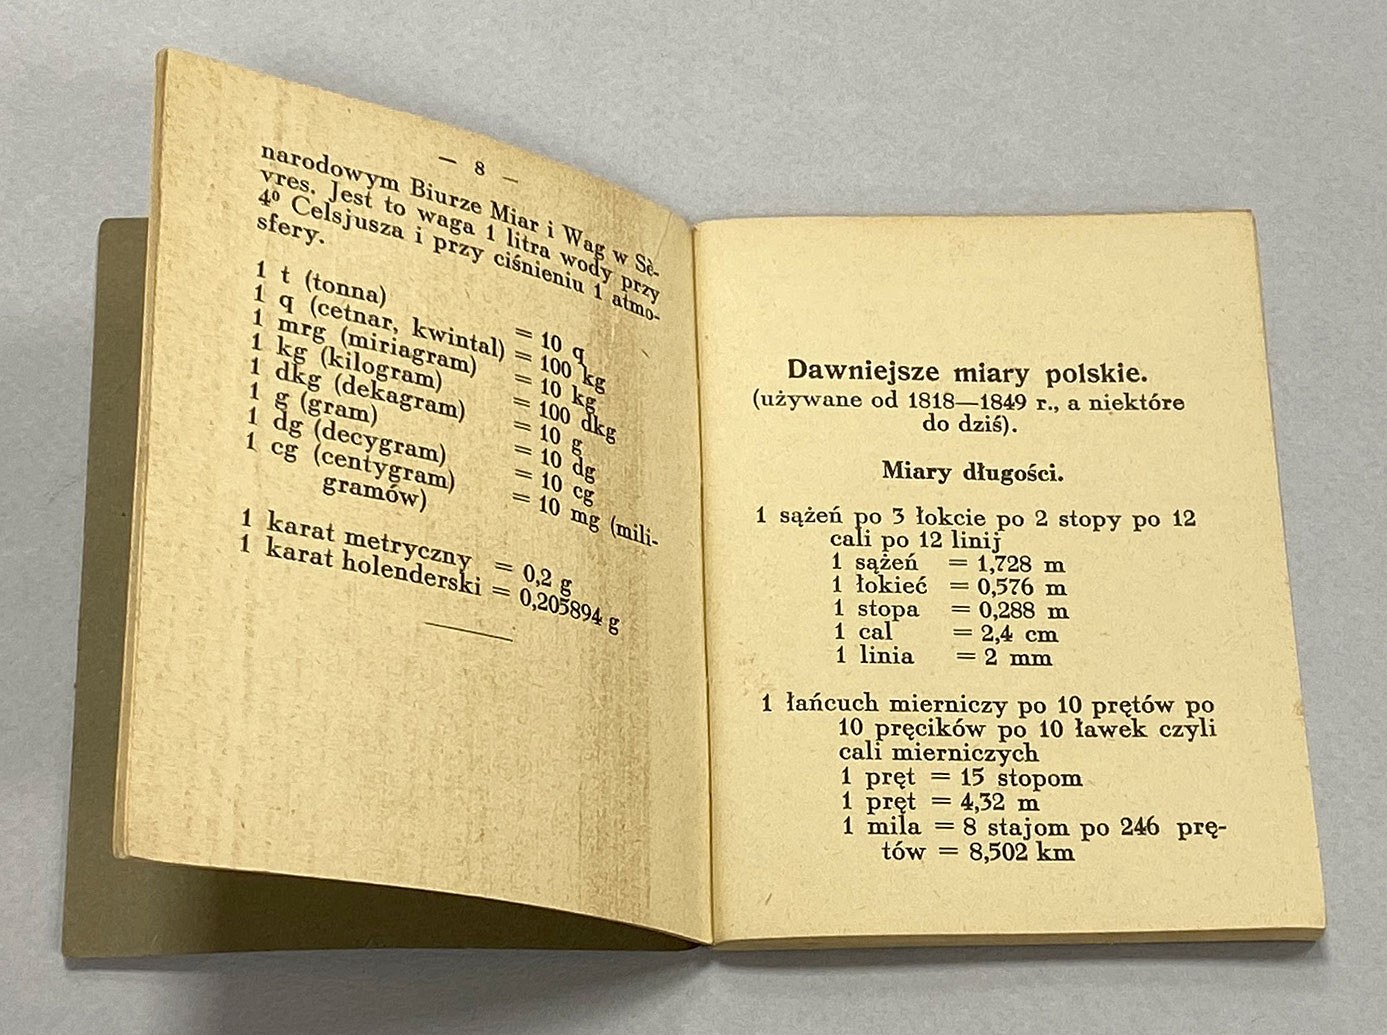 — 8 —
narodowym Biurze Miar i Wag w Sè-
vres. Jest to waga 1 litra wody przy
4⁰ Celsjusza i przy ciśnieniu 1 atmo-
sfery.
1 t (tonna) = 10 q
1 q (cetnar, kwintal) = 100 kg
1 mrg (miriagram) = 10 kg
1 kg (kilogram) = 100 dkg
1 dkg (dekagram) = 10 g
1 g (gram) = 10 dg
1 dg (decygram) = 10 cg
1 cg (centygram) = 10 mg (mili-
gramów)
1 karat metryczny = 0,2 g
1 karat holenderski = 0,205894 g
Dawniejsze miary polskie.
(używane od 1818—1849 r., a niektóre
do dziś).
Miary długości.
1 sążeń po 3 łokcie po 2 stopy po 12
cali po 12 linij
1 sążeń = 1,728 m
1 łokieć = 0,576 m
1 stopa = 0,288 m
1 cal = 2,4 cm
1 linia = 2 mm
1 łańcuch mierniczy po 10 prętów po
10 pręcików po 10 ławek czyli
cali mierniczych
1 pręt = 15 stopom
1 pręt = 4,32 m
1 mila = 8 stajom po 246 prę-
tów = 8,502 km